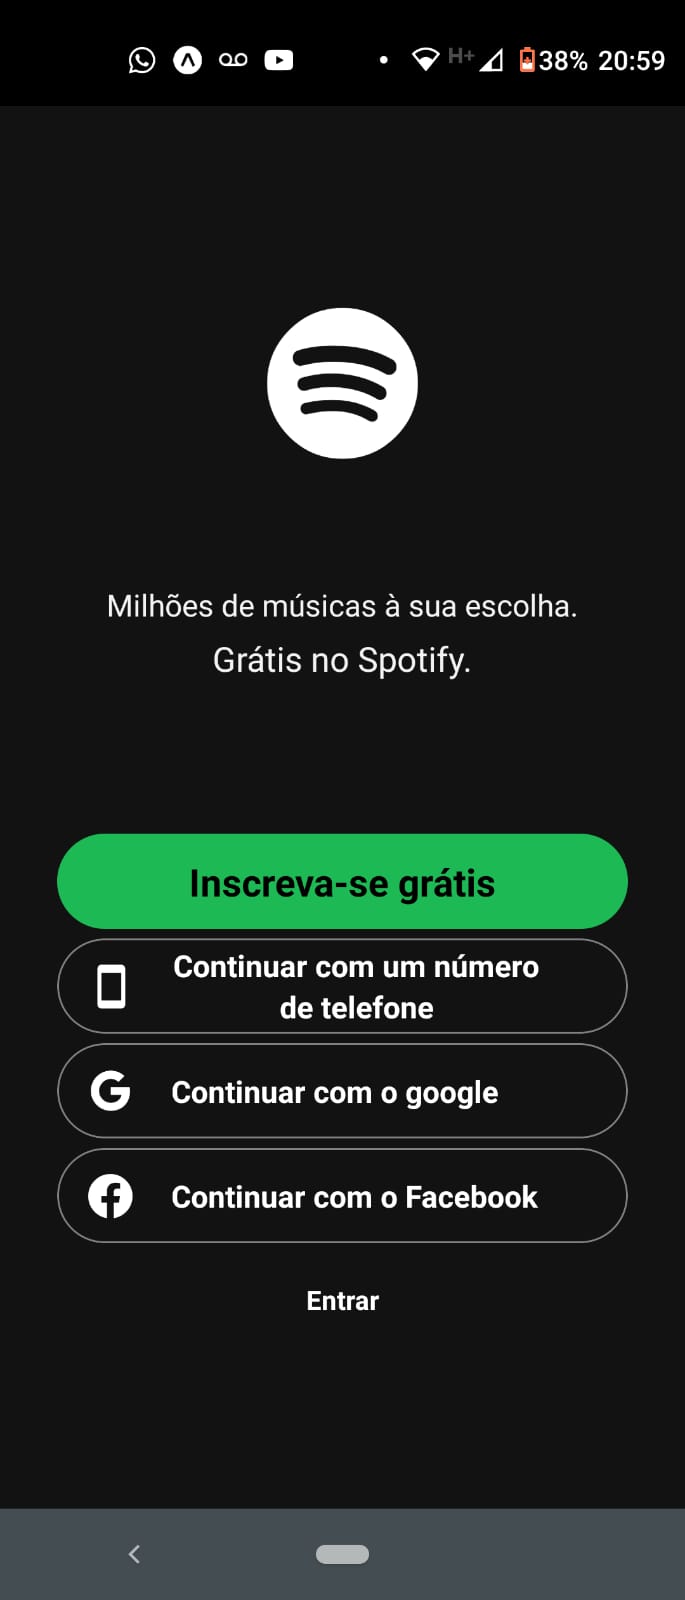 H+ 38% 20:59
Milhões de músicas à sua escolha.
Grátis no Spotify.
Inscreva-se grátis
Continuar com um número
de telefone
Continuar com o google
Continuar com o Facebook
Entrar